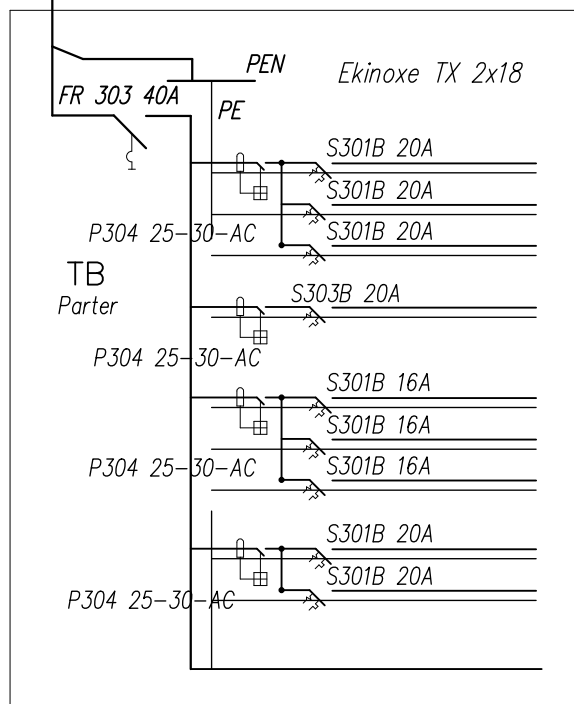 PEN
Ekinoxe TX 2x18
FR 303 40A
PE
S301B 20A
S301B 20A
P304 25-30-AC
S301B 20A
TB
Parter
S303B 20A
P304 25-30-AC
S301B 16A
S301B 16A
P304 25-30-AC
S301B 16A
S301B 20A
S301B 20A
P304 25-30-AC